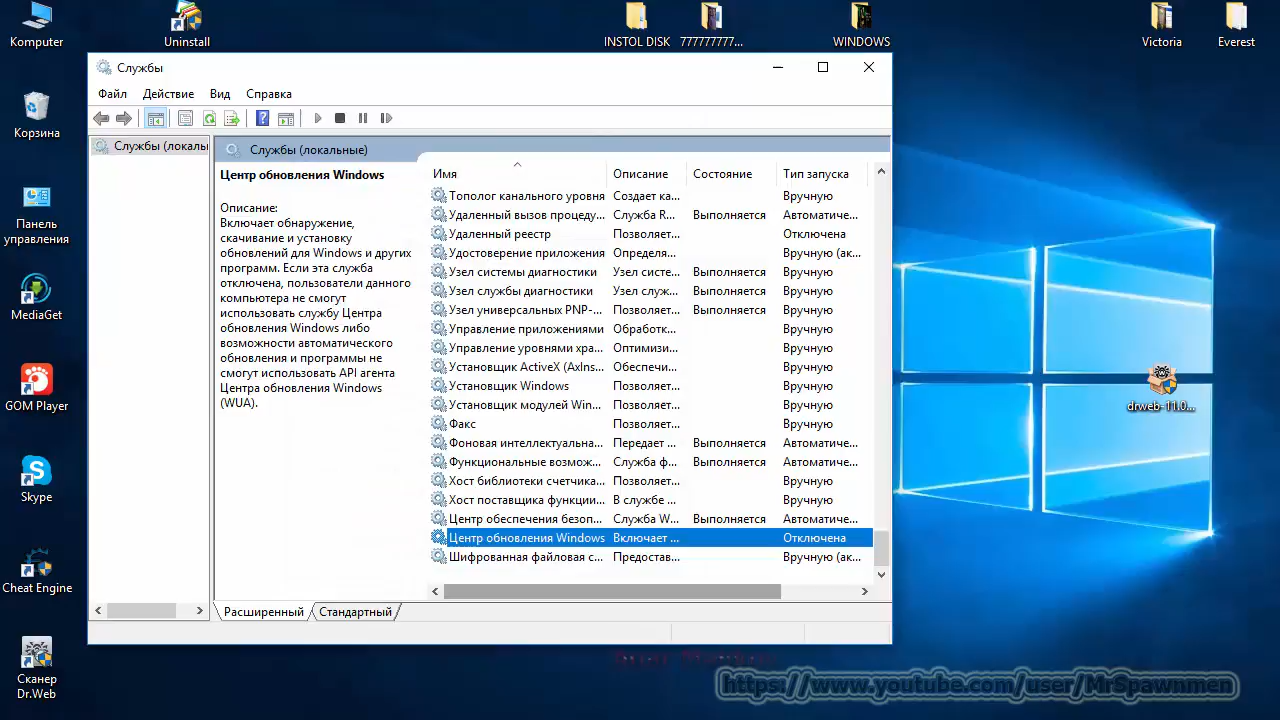 Komputer
Uninstall
INSTOL DISK
777777777...
WINDOWS
Victoria
Everest
Корзина
Панель
управления
MediaGet
GOM Player
Skype
Cheat Engine
Сканер
Dr.Web
drweb-11.0...
Службы
Файл Действие Вид Справка
Службы (локалы
Службы (локальные)
Центр обновления Windows
Описание:
Включает обнаружение,
скачивание и установку
обновлений для Windows и других
программ. Если эта служба
отключена, пользователи данного
компьютера не смогут
использовать службу Центра
обновления Windows либо
возможности автоматического
обновления и программы не
смогут использовать API агента
Центра обновления Windows
(WUA).
Имя Описание Состояние Тип запуска
Тополог канального уровня Создает ка... Вручную
Удаленный вызов процеду... Служба R... Выполняется Автоматиче...
Удаленный реестр Позволяет... Отключена
Удостоверение приложения Определя... Вручную (ак...
Узел системы диагностики Узел систе... Выполняется Вручную
Узел службы диагностики Узел служ... Выполняется Вручную
Узел универсальных PNP-... Позволяет... Выполняется Вручную
Управление приложениями Обработк... Вручную
Управление уровнями хра... Оптимизи... Вручную
Установщик ActiveX (AxIns... Обеспечи... Вручную
Установщик Windows Позволяет... Вручную
Установщик модулей Win... Позволяет... Вручную
Факс Позволяет... Вручную
Фоновая интеллектуальна... Передает ... Выполняется Автоматиче...
Функциональные возмож... Служба ф... Выполняется Автоматиче...
Хост библиотеки счетчика... Позволяет... Вручную
Хост поставщика функции... В службе ... Вручную
Центр обеспечения безоп... Служба W... Выполняется Автоматиче...
Центр обновления Windows Включает ... Отключена
Шифрованная файловая с... Предостав... Вручную (ак...
Расширенный Стандартный
https://www.youtube.com/user/MrSpawnmen